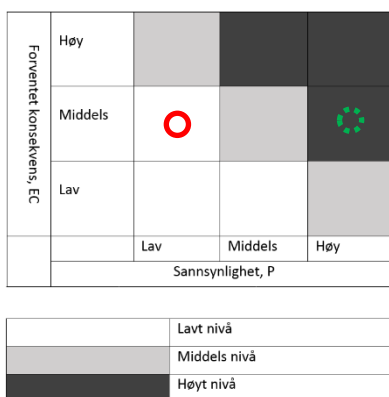 Forventet konsekvens, EC
Høy
Middels
Lav
Lav Middels Høy
Sannsynlighet, P
Lavt nivå
Middels nivå
Høyt nivå